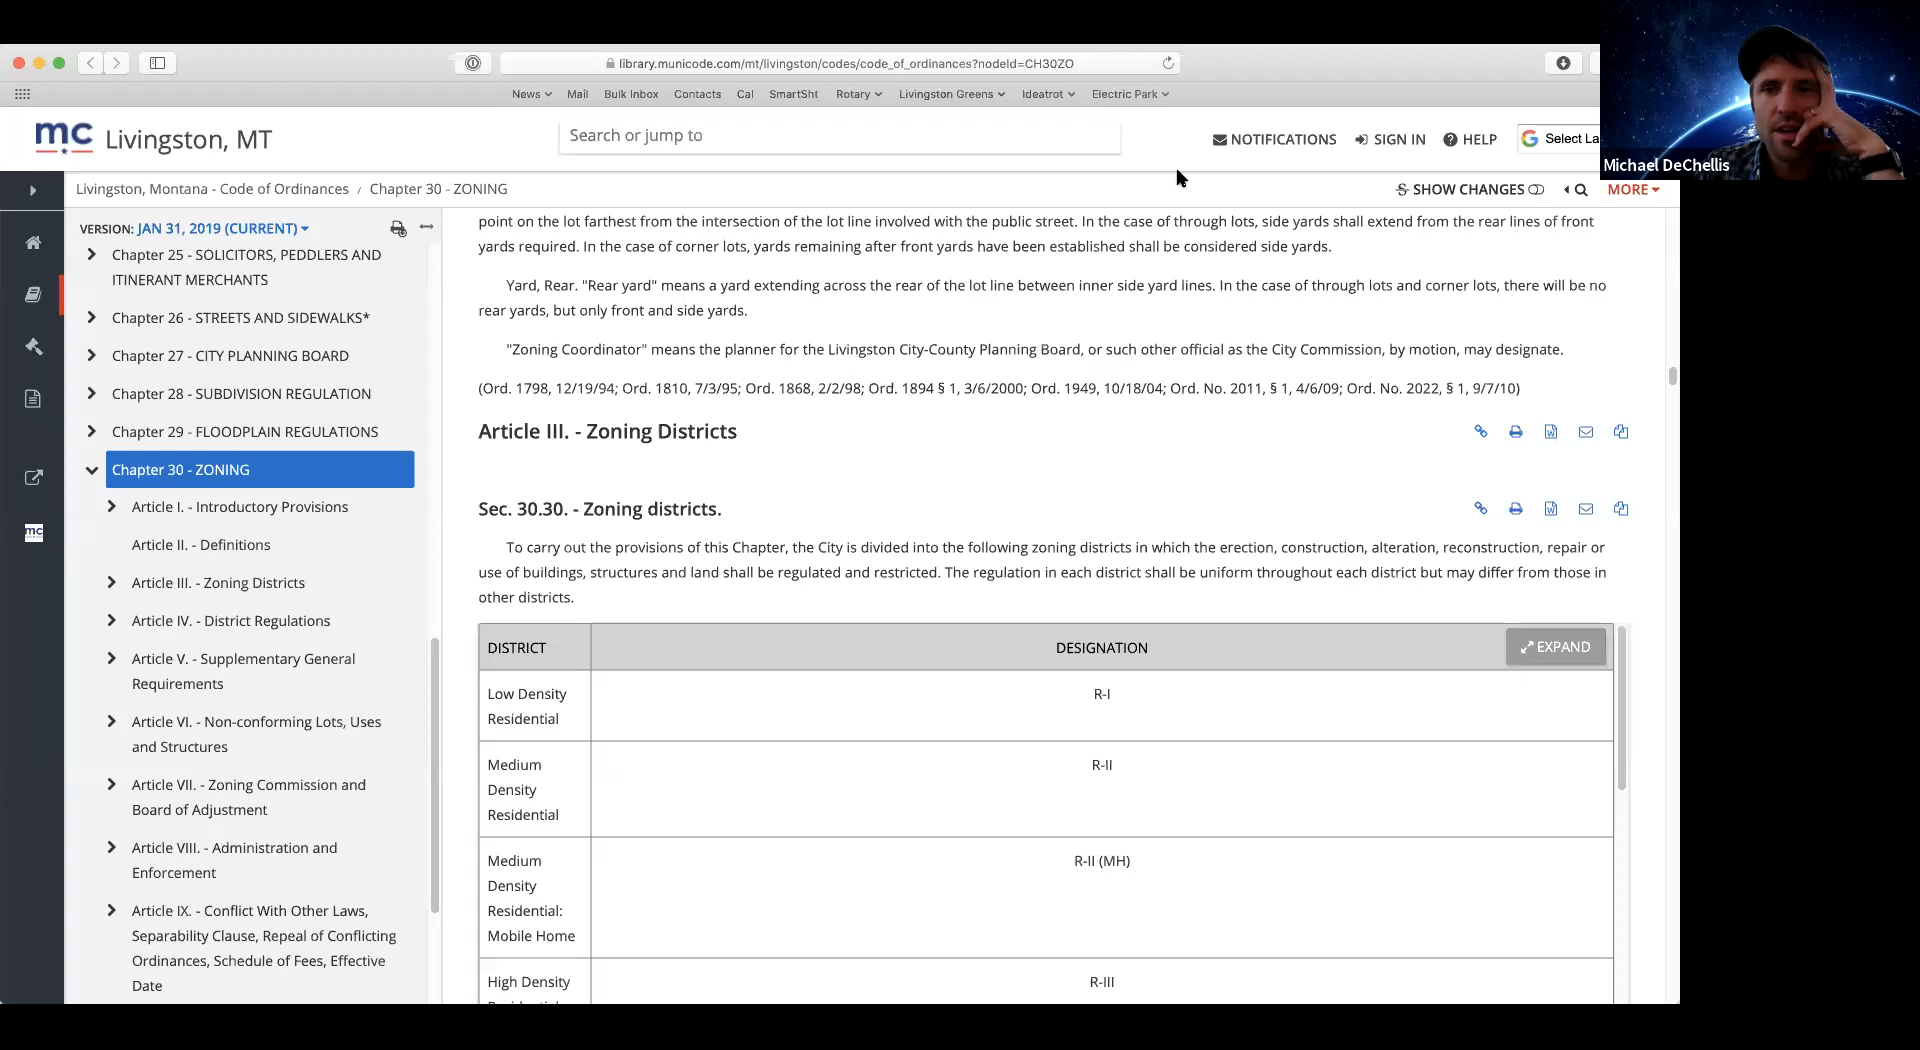 library.municode.com/mt/livingston/codes/code_of_ordinances?nodeId=CH30ZO
News Mail Bulk Inbox Contacts Cal SmartSht Rotary Livingston Greens Ideatrot Electric Park
mc Livingston, MT
Search or jump to
NOTIFICATIONS SIGN IN HELP
Select La
Michael DeChellis
Livingston, Montana - Code of Ordinances / Chapter 30 - ZONING
SHOW CHANGES
MORE
VERSION: JAN 31, 2019 (CURRENT)
Chapter 25 - SOLICITORS, PEDDLERS AND
ITINERANT MERCHANTS
Chapter 26 - STREETS AND SIDEWALKS*
Chapter 27 - CITY PLANNING BOARD
Chapter 28 - SUBDIVISION REGULATION
Chapter 29 - FLOODPLAIN REGULATIONS
Chapter 30 - ZONING
Article I. - Introductory Provisions
Article II. - Definitions
Article III. - Zoning Districts
Article IV. - District Regulations
Article V. - Supplementary General
Requirements
Article VI. - Non-conforming Lots, Uses
and Structures
Article VII. - Zoning Commission and
Board of Adjustment
Article VIII. - Administration and
Enforcement
Article IX. - Conflict With Other Laws,
Separability Clause, Repeal of Conflicting
Ordinances, Schedule of Fees, Effective
Date
mc
point on the lot farthest from the intersection of the lot line involved with the public street. In the case of through lots, side yards shall extend from the rear lines of front
yards required. In the case of corner lots, yards remaining after front yards have been established shall be considered side yards.
Yard, Rear. "Rear yard" means a yard extending across the rear of the lot line between inner side yard lines. In the case of through lots and corner lots, there will be no
rear yards, but only front and side yards.
"Zoning Coordinator" means the planner for the Livingston City-County Planning Board, or such other official as the City Commission, by motion, may designate.
(Ord. 1798, 12/19/94; Ord. 1810, 7/3/95; Ord. 1868, 2/2/98; Ord. 1894 § 1, 3/6/2000; Ord. 1949, 10/18/04; Ord. No. 2011, § 1, 4/6/09; Ord. No. 2022, § 1, 9/7/10)
Article III. - Zoning Districts
Sec. 30.30. - Zoning districts.
To carry out the provisions of this Chapter, the City is divided into the following zoning districts in which the erection, construction, alteration, reconstruction, repair or
use of buildings, structures and land shall be regulated and restricted. The regulation in each district shall be uniform throughout each district but may differ from those in
other districts.
DISTRICT DESIGNATION EXPAND
Low Density R-I
Residential
Medium R-II
Density
Residential
Medium R-II (MH)
Density
Residential:
Mobile Home
High Density R-III